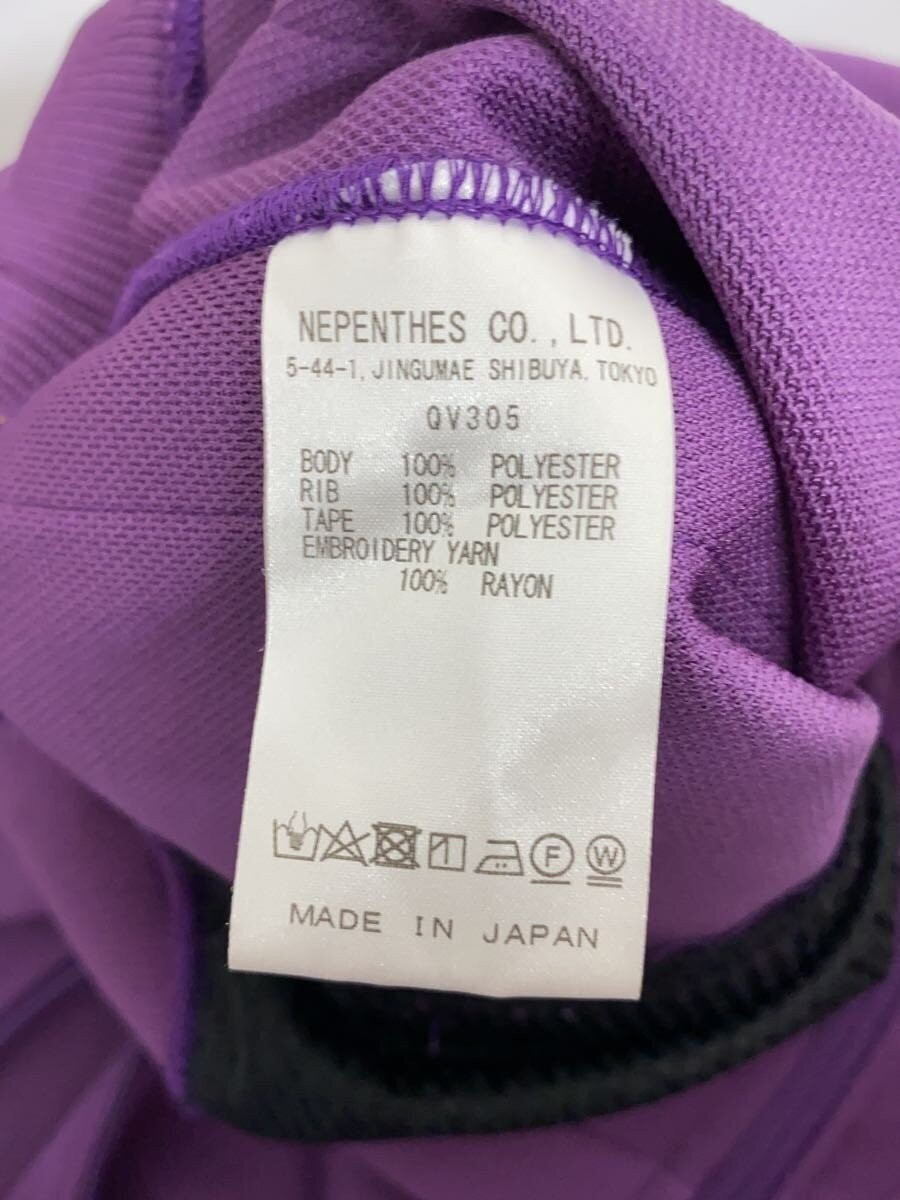 NEPENTHES CO., LTD.
5-44-1, JINGUMAE SHIBUYA, TOKYO
QV305
BODY 100% POLYESTER
RIB 100% POLYESTER
TAPE 100% POLYESTER
EMBROIDERY YARN
100% RAYON
F W
MADE IN JAPAN